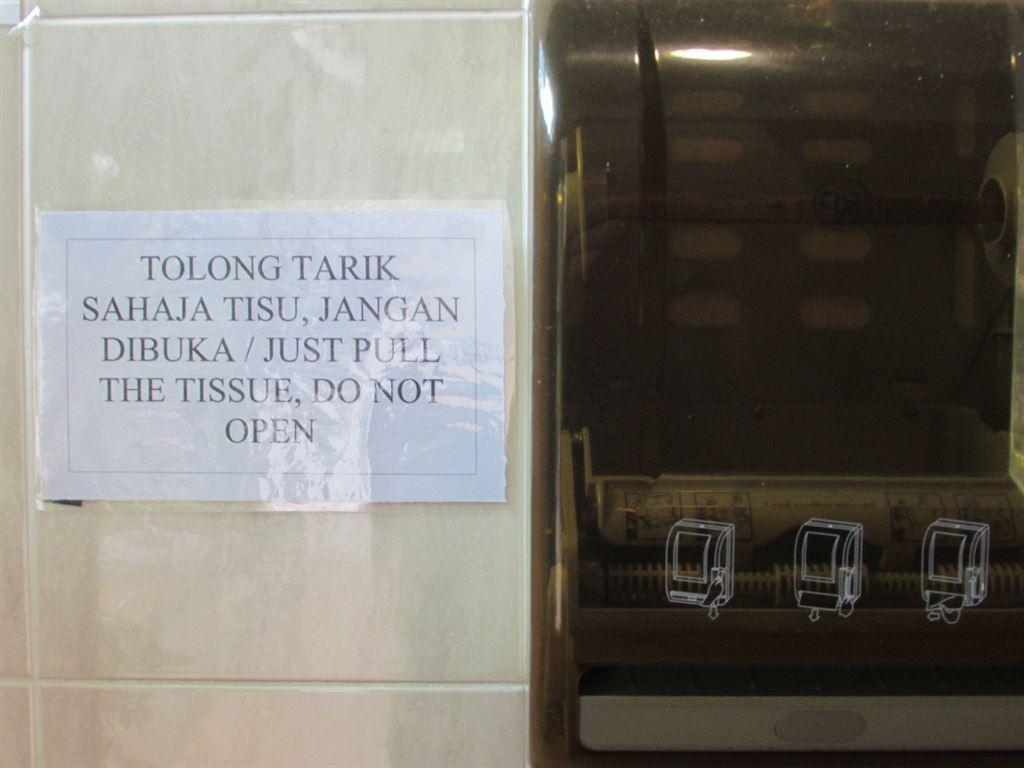 TOLONG TARIK
SAHAJA TISU, JANGAN
DIBUKA / JUST PULL
THE TISSUE, DO NOT
OPEN